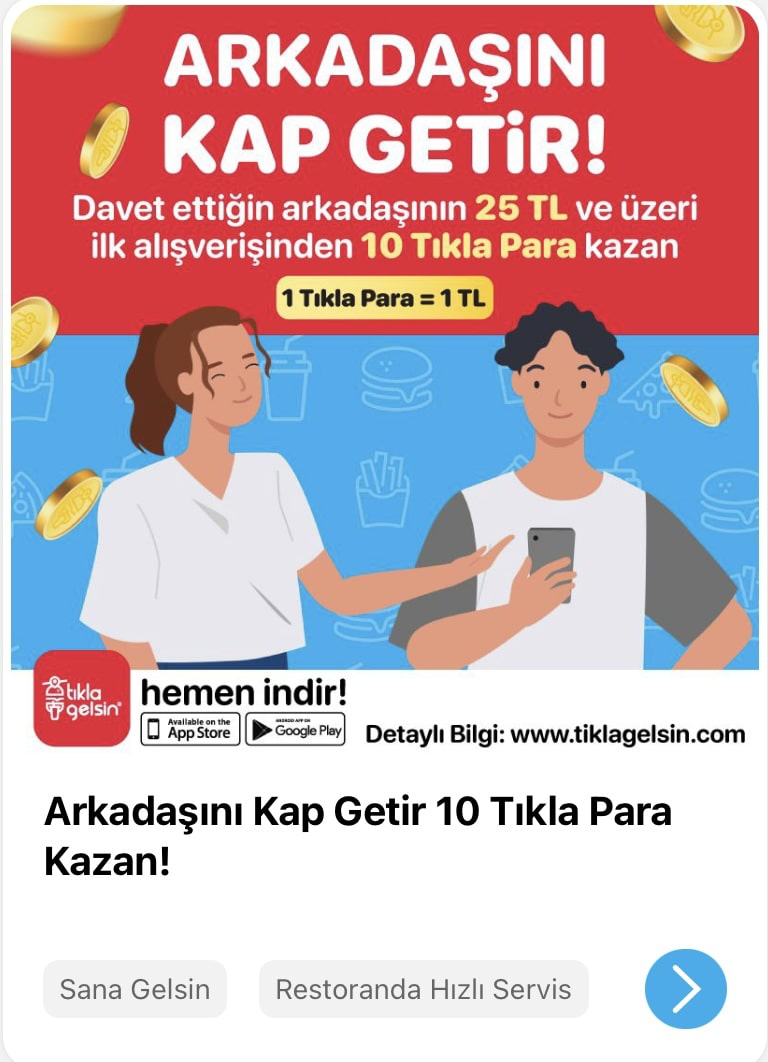 ARKADAŞINI
KAP GETİR!
Davet ettiğin arkadaşının 25 TL ve üzeri
ilk alışverişinden 10 Tıkla Para kazan
1 Tıkla Para = 1 TL
tıkla
gelsin®
hemen indir!
Available on the
App Store
ANDROID APP ON
Google Play
Detaylı Bilgi: www.tiklagelsin.com
Arkadaşını Kap Getir 10 Tıkla Para
Kazan!
Sana Gelsin
Restoranda Hızlı Servis